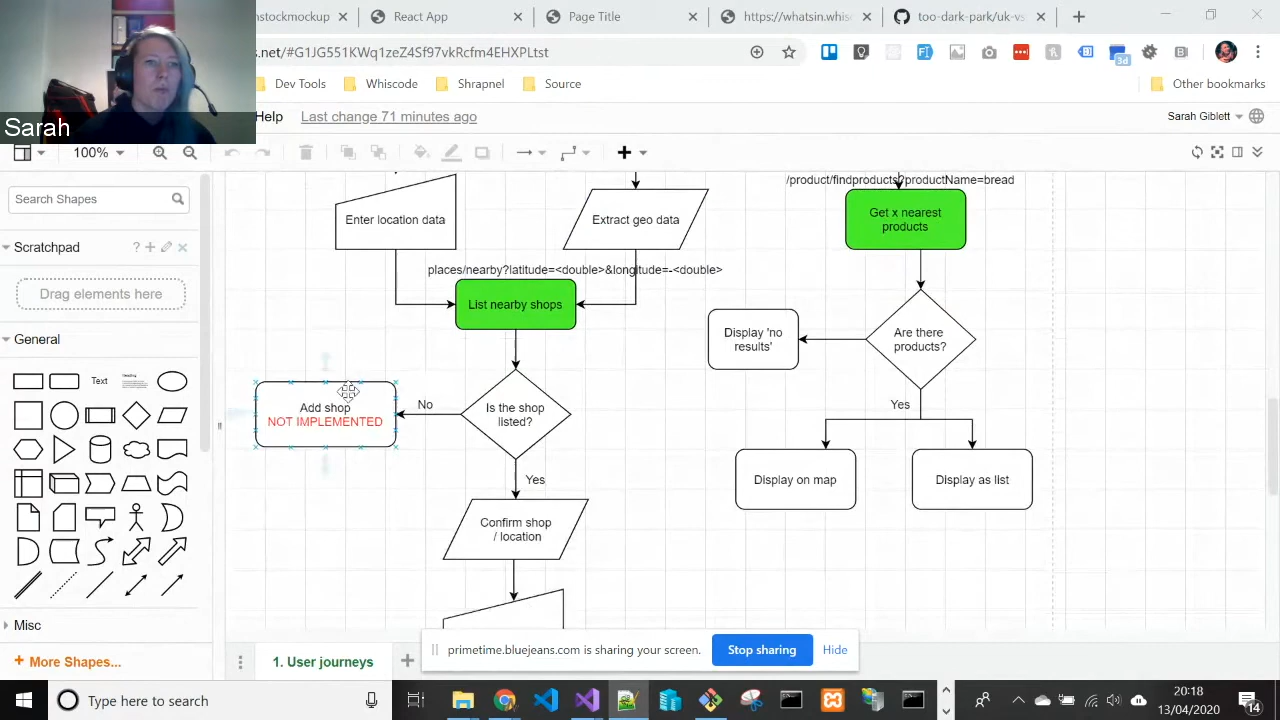 stockmockup
React App
Page Title
https://whatsin.whis
too-dark-park/uk-vs
s.net/#G1JG551KWq1zeZ4Sf97vkRcfm4EHXPLtst
3d
Dev Tools
Whiscode
Shrapnel
Source
Other bookmarks
Sarah
Help
Last change 71 minutes ago
Sarah Giblett
100%
Search Shapes
Scratchpad
Drag elements here
General
Text
Heading
Misc
+ More Shapes...
/product/findproducts?productName=bread
Enter location data
Extract geo data
Get x nearest
products
places/nearby?latitude=<double>&longitude=-<double>
List nearby shops
Display 'no
results'
Are there
products?
Add shop
NOT IMPLEMENTED
No
Is the shop
listed?
Yes
Yes
Display on map
Display as list
Confirm shop
/ location
primetime.bluejeans.com is sharing your screen.
Stop sharing
Hide
1. User journeys
Type here to search
20:18
13/04/2020
14